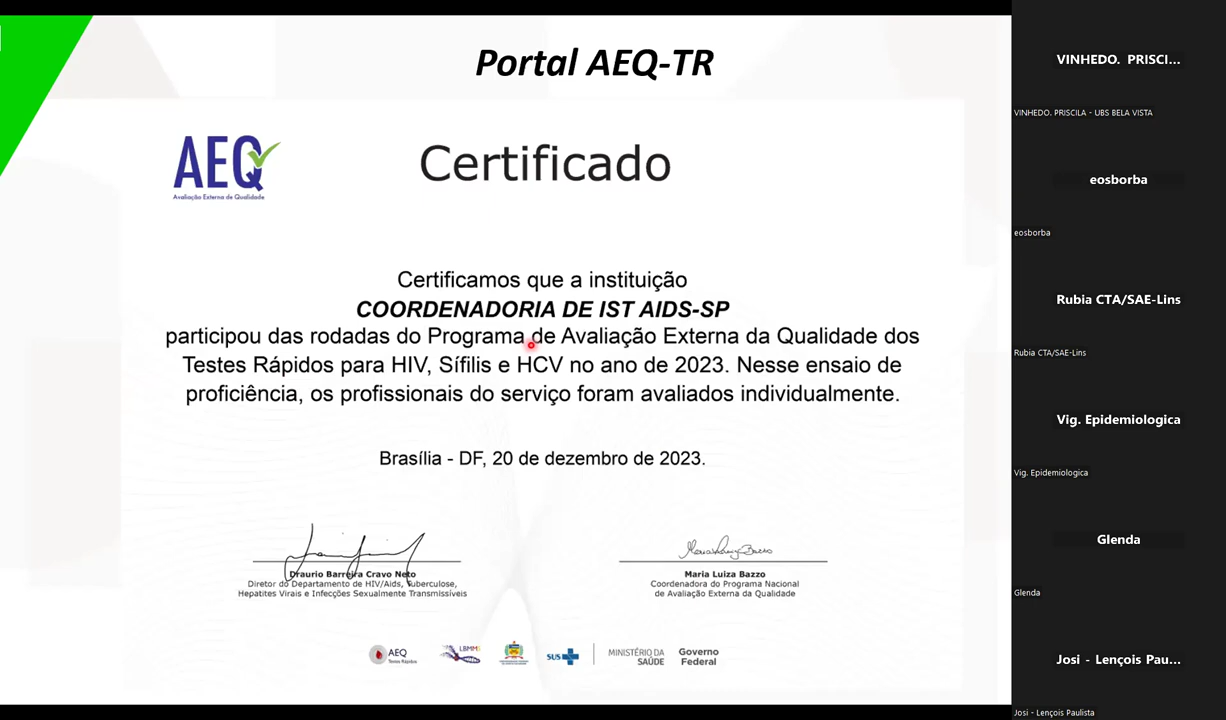 Portal AEQ-TR
AEQ
Avaliação Externa de Qualidade
Certificado
Certificamos que a instituição
COORDENADORIA DE IST AIDS-SP
participou das rodadas do Programa de Avaliação Externa da Qualidade dos
Testes Rápidos para HIV, Sífilis e HCV no ano de 2023. Nesse ensaio de
proficiência, os profissionais do serviço foram avaliados individualmente.
Brasília - DF, 20 de dezembro de 2023.
Draurio Barreira Cravo Neto
Diretor do Departamento de HIV/Aids, Tuberculose,
Hepatites Virais e Infecções Sexualmente Transmissíveis
Maria Luiza Bazzo
Coordenadora do Programa Nacional
de Avaliação Externa da Qualidade
AEQ
Testes Rápidos
LBMMS
SUS
MINISTÉRIO DA
SAÚDE
Governo
Federal
VINHEDO. PRISCI...
VINHEDO. PRISCILA - UBS BELA VISTA
eosborba
eosborba
Rubia CTA/SAE-Lins
Rubia CTA/SAE-Lins
Vig. Epidemiologica
Vig. Epidemiologica
Glenda
Glenda
Josi - Lençois Pau...
Josi - Lençois Paulista